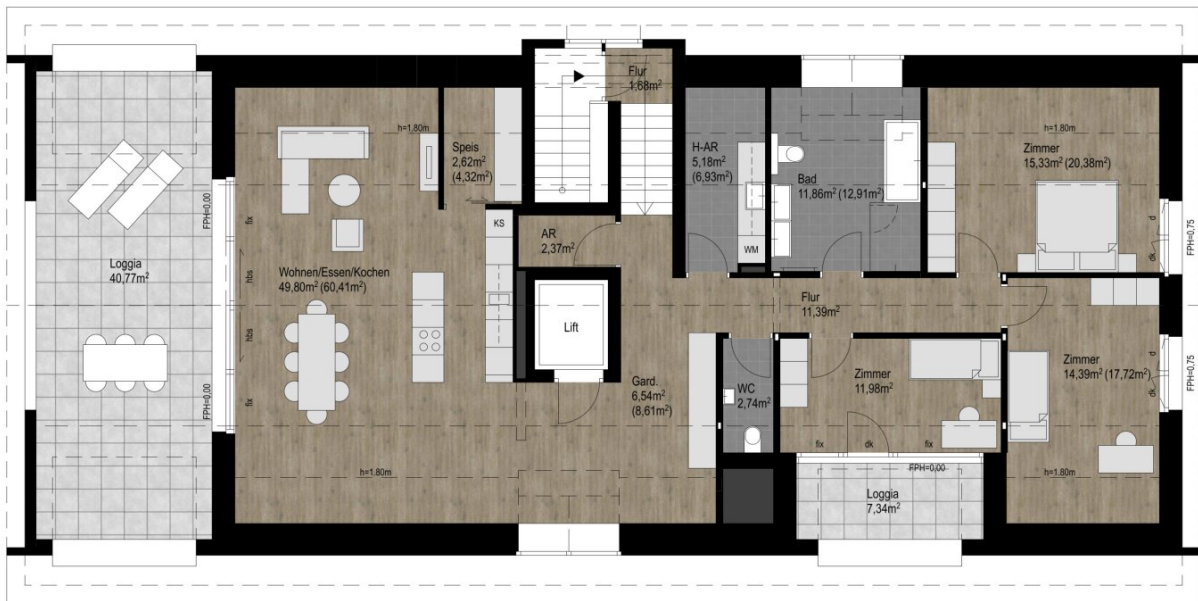 Flur
1,68m²
h=1.80m
Speis
2,62m²
(4,32m²)
H-AR
5,18m²
(6,93m²)
Bad
11,86m² (12,91m²)
h=1.80m
Zimmer
15,33m² (20,38m²)
FPH=0,00
fix
KS
AR
2,37m²
WM
d
dk
FPH=0,75
Loggia
40,77m²
hbs
Wohnen/Essen/Kochen
49,80m² (60,41m²)
Lift
Flur
11,39m²
hbs
FPH=0,00
fix
Gard.
6,54m²
(8,61m²)
WC
2,74m²
Zimmer
11,98m²
Zimmer
14,39m² (17,72m²)
d
dk
FPH=0,75
fix
dk
fix
h=1.80m
FPH=0,00
h=1.80m
Loggia
7,34m²